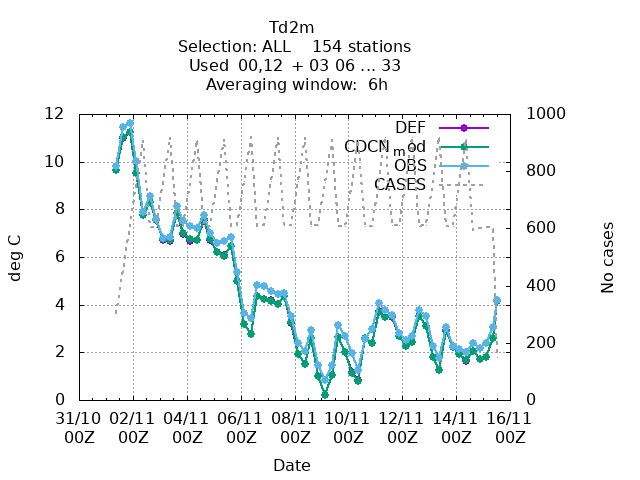 Td2m
Selection: ALL    154 stations
Used  00,12  + 03 06 ... 33
Averaging window:  6h
12
10
8
6
4
2
0
deg C
1000
800
600
400
200
0
No cases
DEF
CDCN mod
OBS
CASES
31/10 02/11 04/11 06/11 08/11 10/11 12/11 14/11 16/11
00Z 00Z 00Z 00Z 00Z 00Z 00Z 00Z 00Z
Date